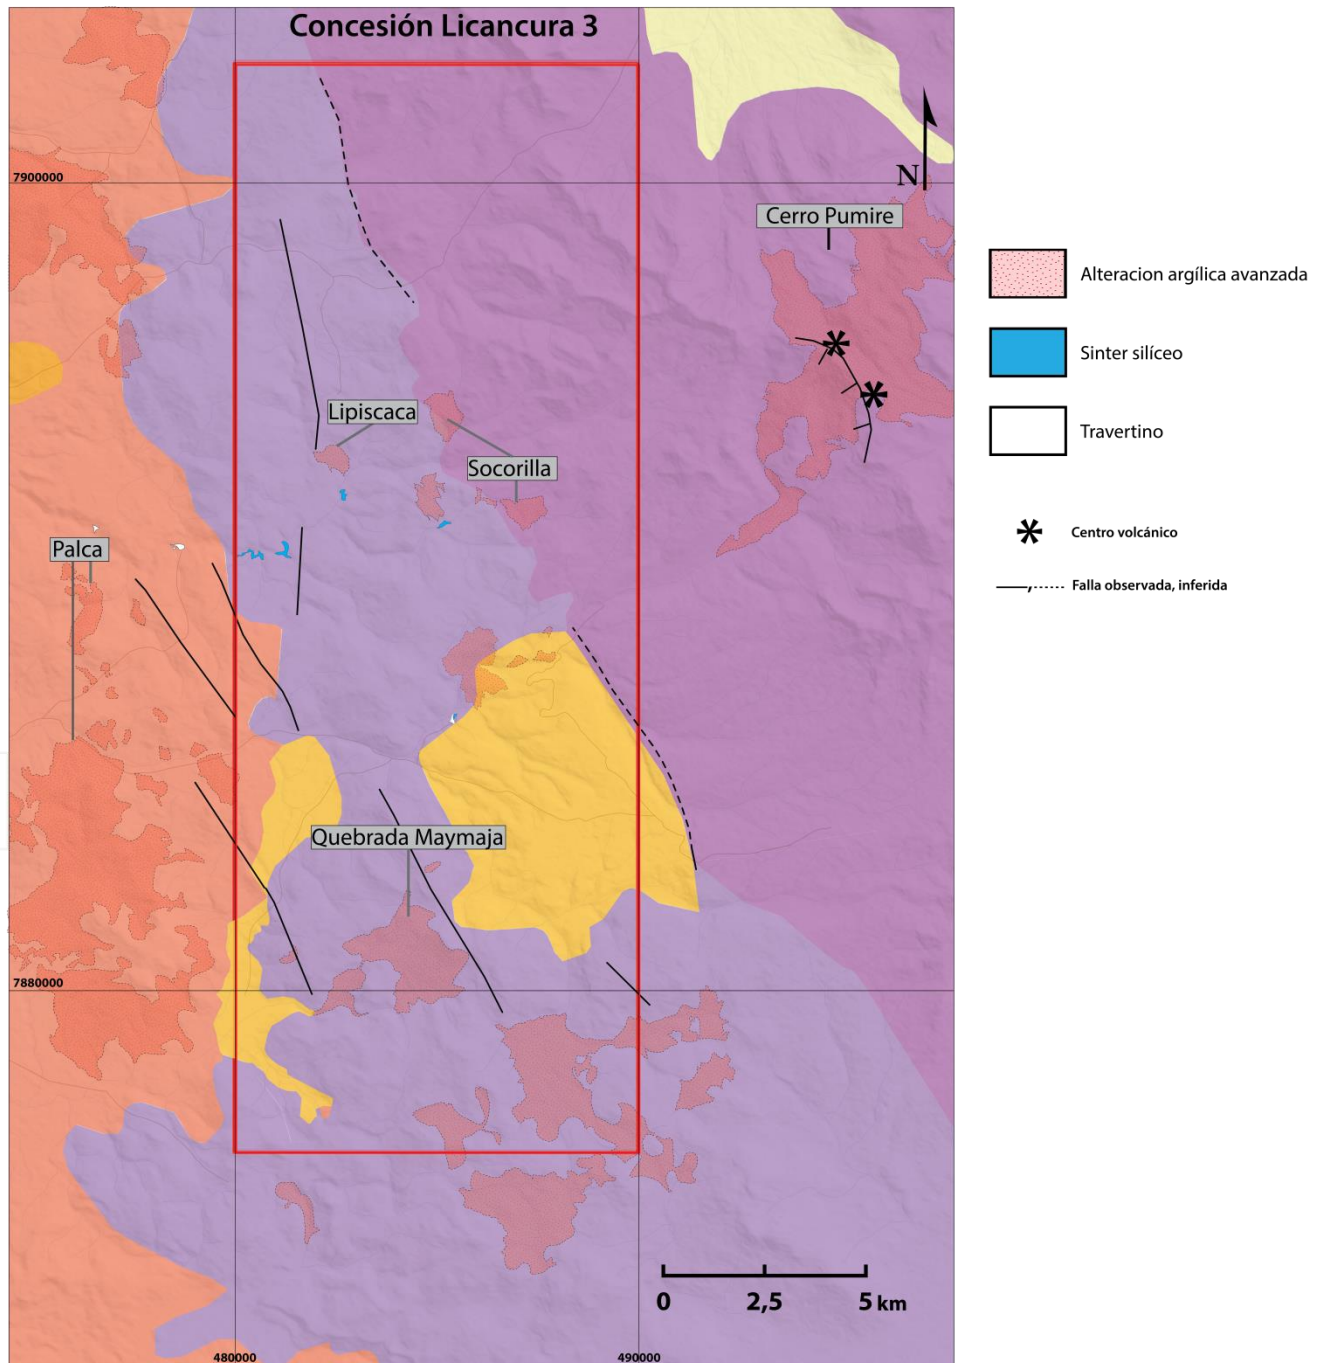 Concesión Licancura 3
7900000
N
Cerro Pumire
Alteracion argílica avanzada
Sinter silíceo
Travertino
Centro volcánico
Falla observada, inferida
Lipiscaca
Socorilla
Palca
Quebrada Maymaja
7880000
0 2,5 5 km
480000 490000